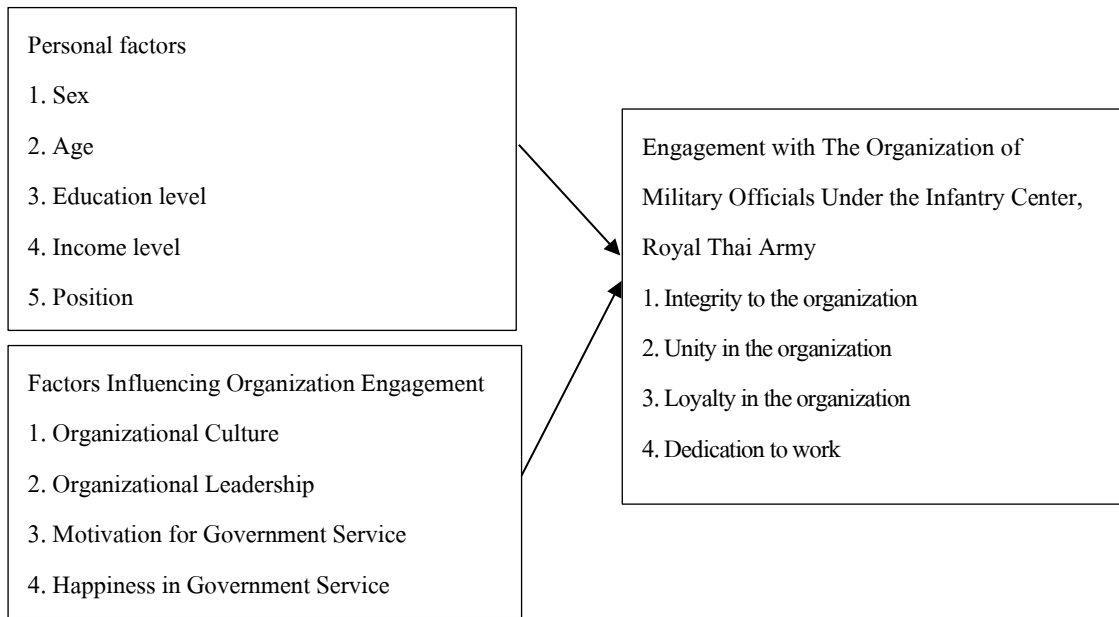 Personal factors
1. Sex
2. Age
3. Education level
4. Income level
5. Position
Factors Influencing Organization Engagement
1. Organizational Culture
2. Organizational Leadership
3. Motivation for Government Service
4. Happiness in Government Service
Engagement with The Organization of
Military Officials Under the Infantry Center,
Royal Thai Army
1. Integrity to the organization
2. Unity in the organization
3. Loyalty in the organization
4. Dedication to work